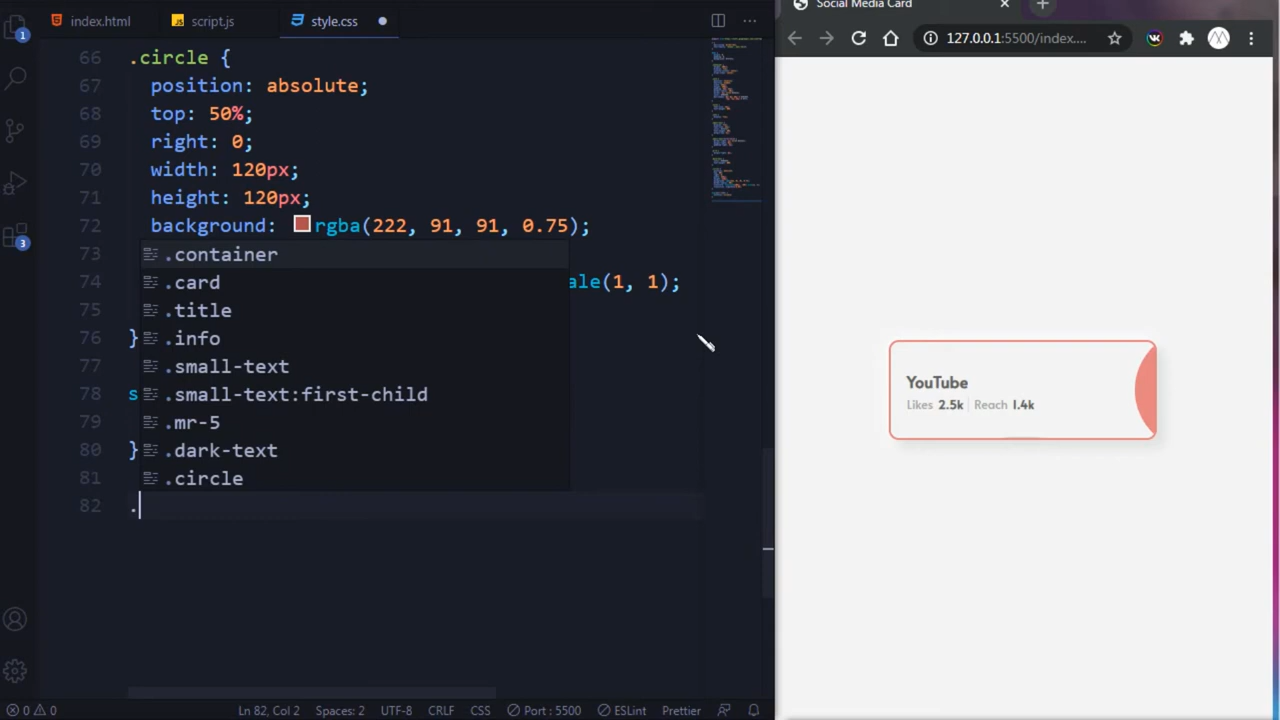 index.html
script.js
style.css
Social Media Card
127.0.0.1:5500/index....
1
3
66 .circle {
67 position: absolute;
68 top: 50%;
69 right: 0;
70 width: 120px;
71 height: 120px;
72 background: rgba(222, 91, 91, 0.75);
73
74 ale(1, 1);
75
76 }
77
78 s
79
80 }
81
82 .
.container
.card
.title
.info
.small-text
.small-text:first-child
.mr-5
.dark-text
.circle
YouTube
Likes 2.5k Reach 1.4k
0 0 Ln 82, Col 2 Spaces: 2 UTF-8 CRLF CSS Port : 5500 ESLint Prettier